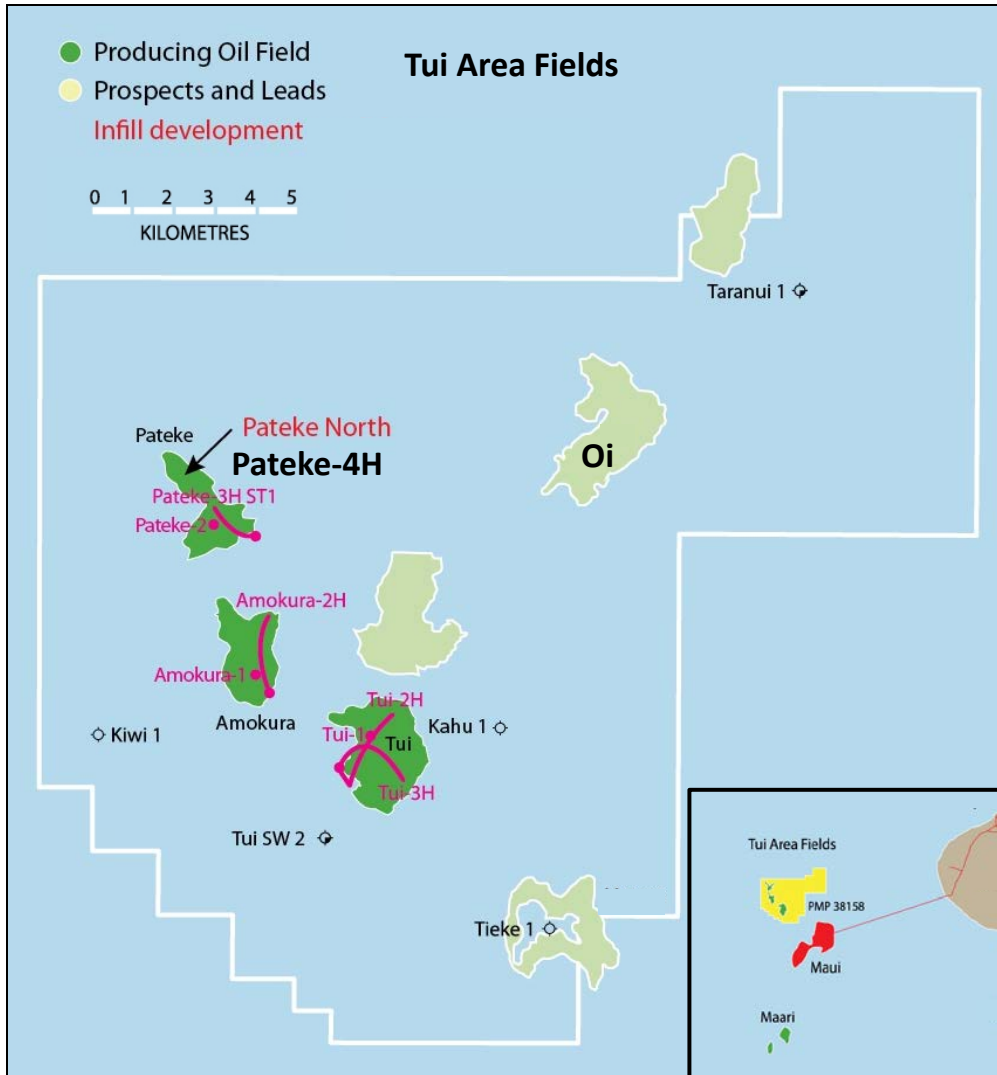 Tui Area Fields
Producing Oil Field
Prospects and Leads
Infill development
0 1 2 3 4 5
KILOMETRES
Taranui 1
Pateke
Pateke North
Pateke-4H
Oi
Pateke-3H ST1
Pateke-2
Amokura-2H
Amokura-1
Amokura
Kiwi 1
Tui-2H
Tui-1
Tui
Kahu 1
Tui-3H
Tui SW 2
Tieke 1
Tui Area Fields
PMP 38158
Maui
Maari